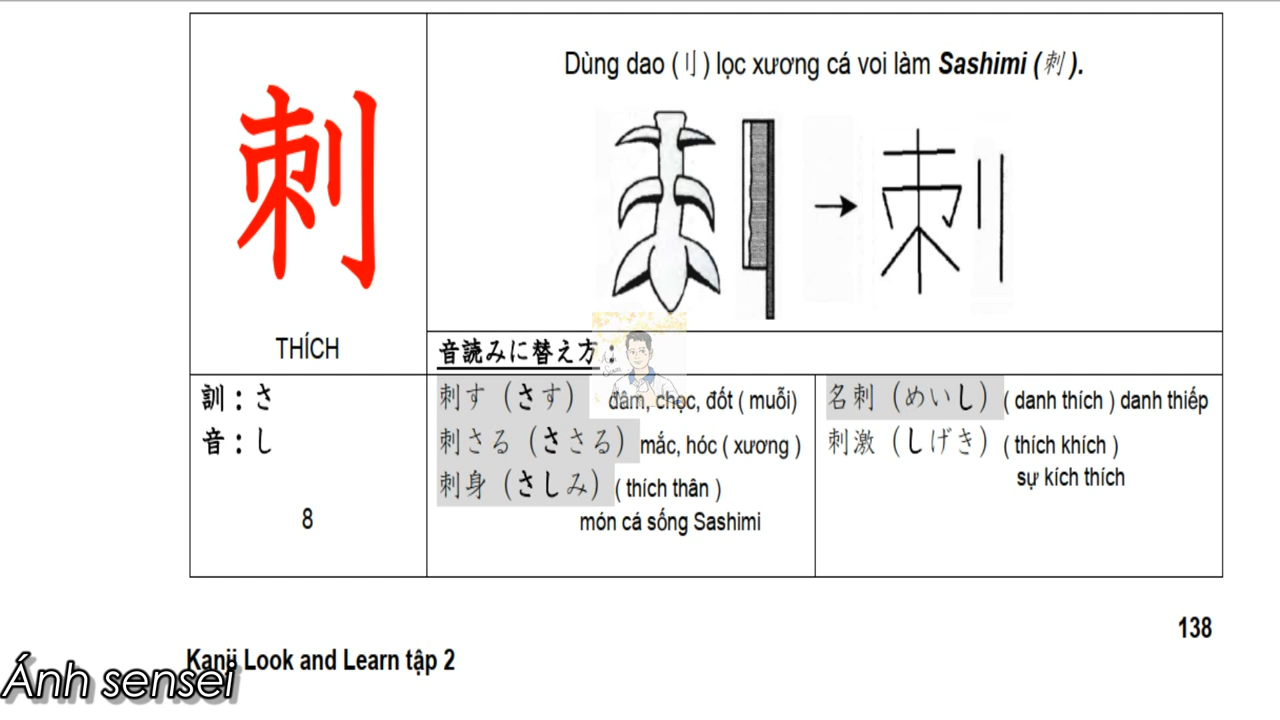 刺
THÍCH
Dùng dao (刂) lọc xương cá voi làm Sashimi (刺).
音読みに替え方：
訓：さ
音：し
8
刺す（さす） đâm, chọc, đốt ( muỗi)
刺さる（ささる）mắc, hóc ( xương )
刺身（さしみ）( thích thân )
món cá sống Sashimi
名刺（めいし）( danh thích ) danh thiếp
刺激（しげき）( thích khích )
sự kích thích
138
Kanji Look and Learn tập 2
Ánh sensei